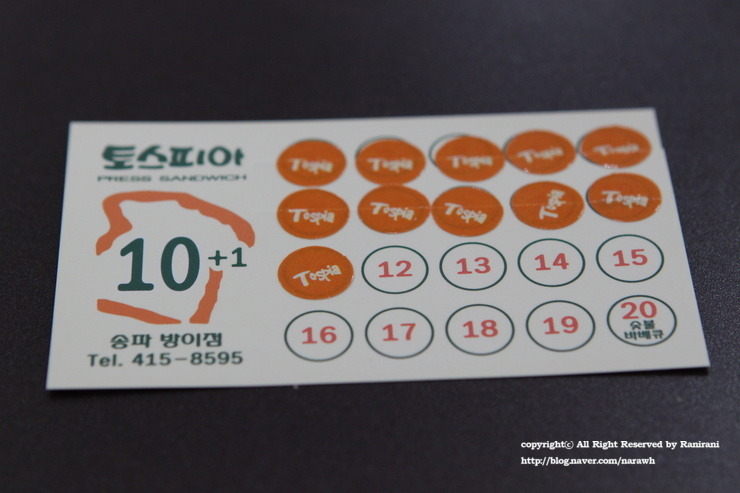 토스피아
PRESS SANDWICH
10+1
송파 방이점
Tel. 415-8595
Tospia Tospia Tospia Tospia Tospia
Tospia Tospia Tospia Tospia Tospia
Tospia 12 13 14 15
16 17 18 19 20
숯불
바베큐
copyright© All Right Reserved by Ranirani
http://blog.naver.com/narawh